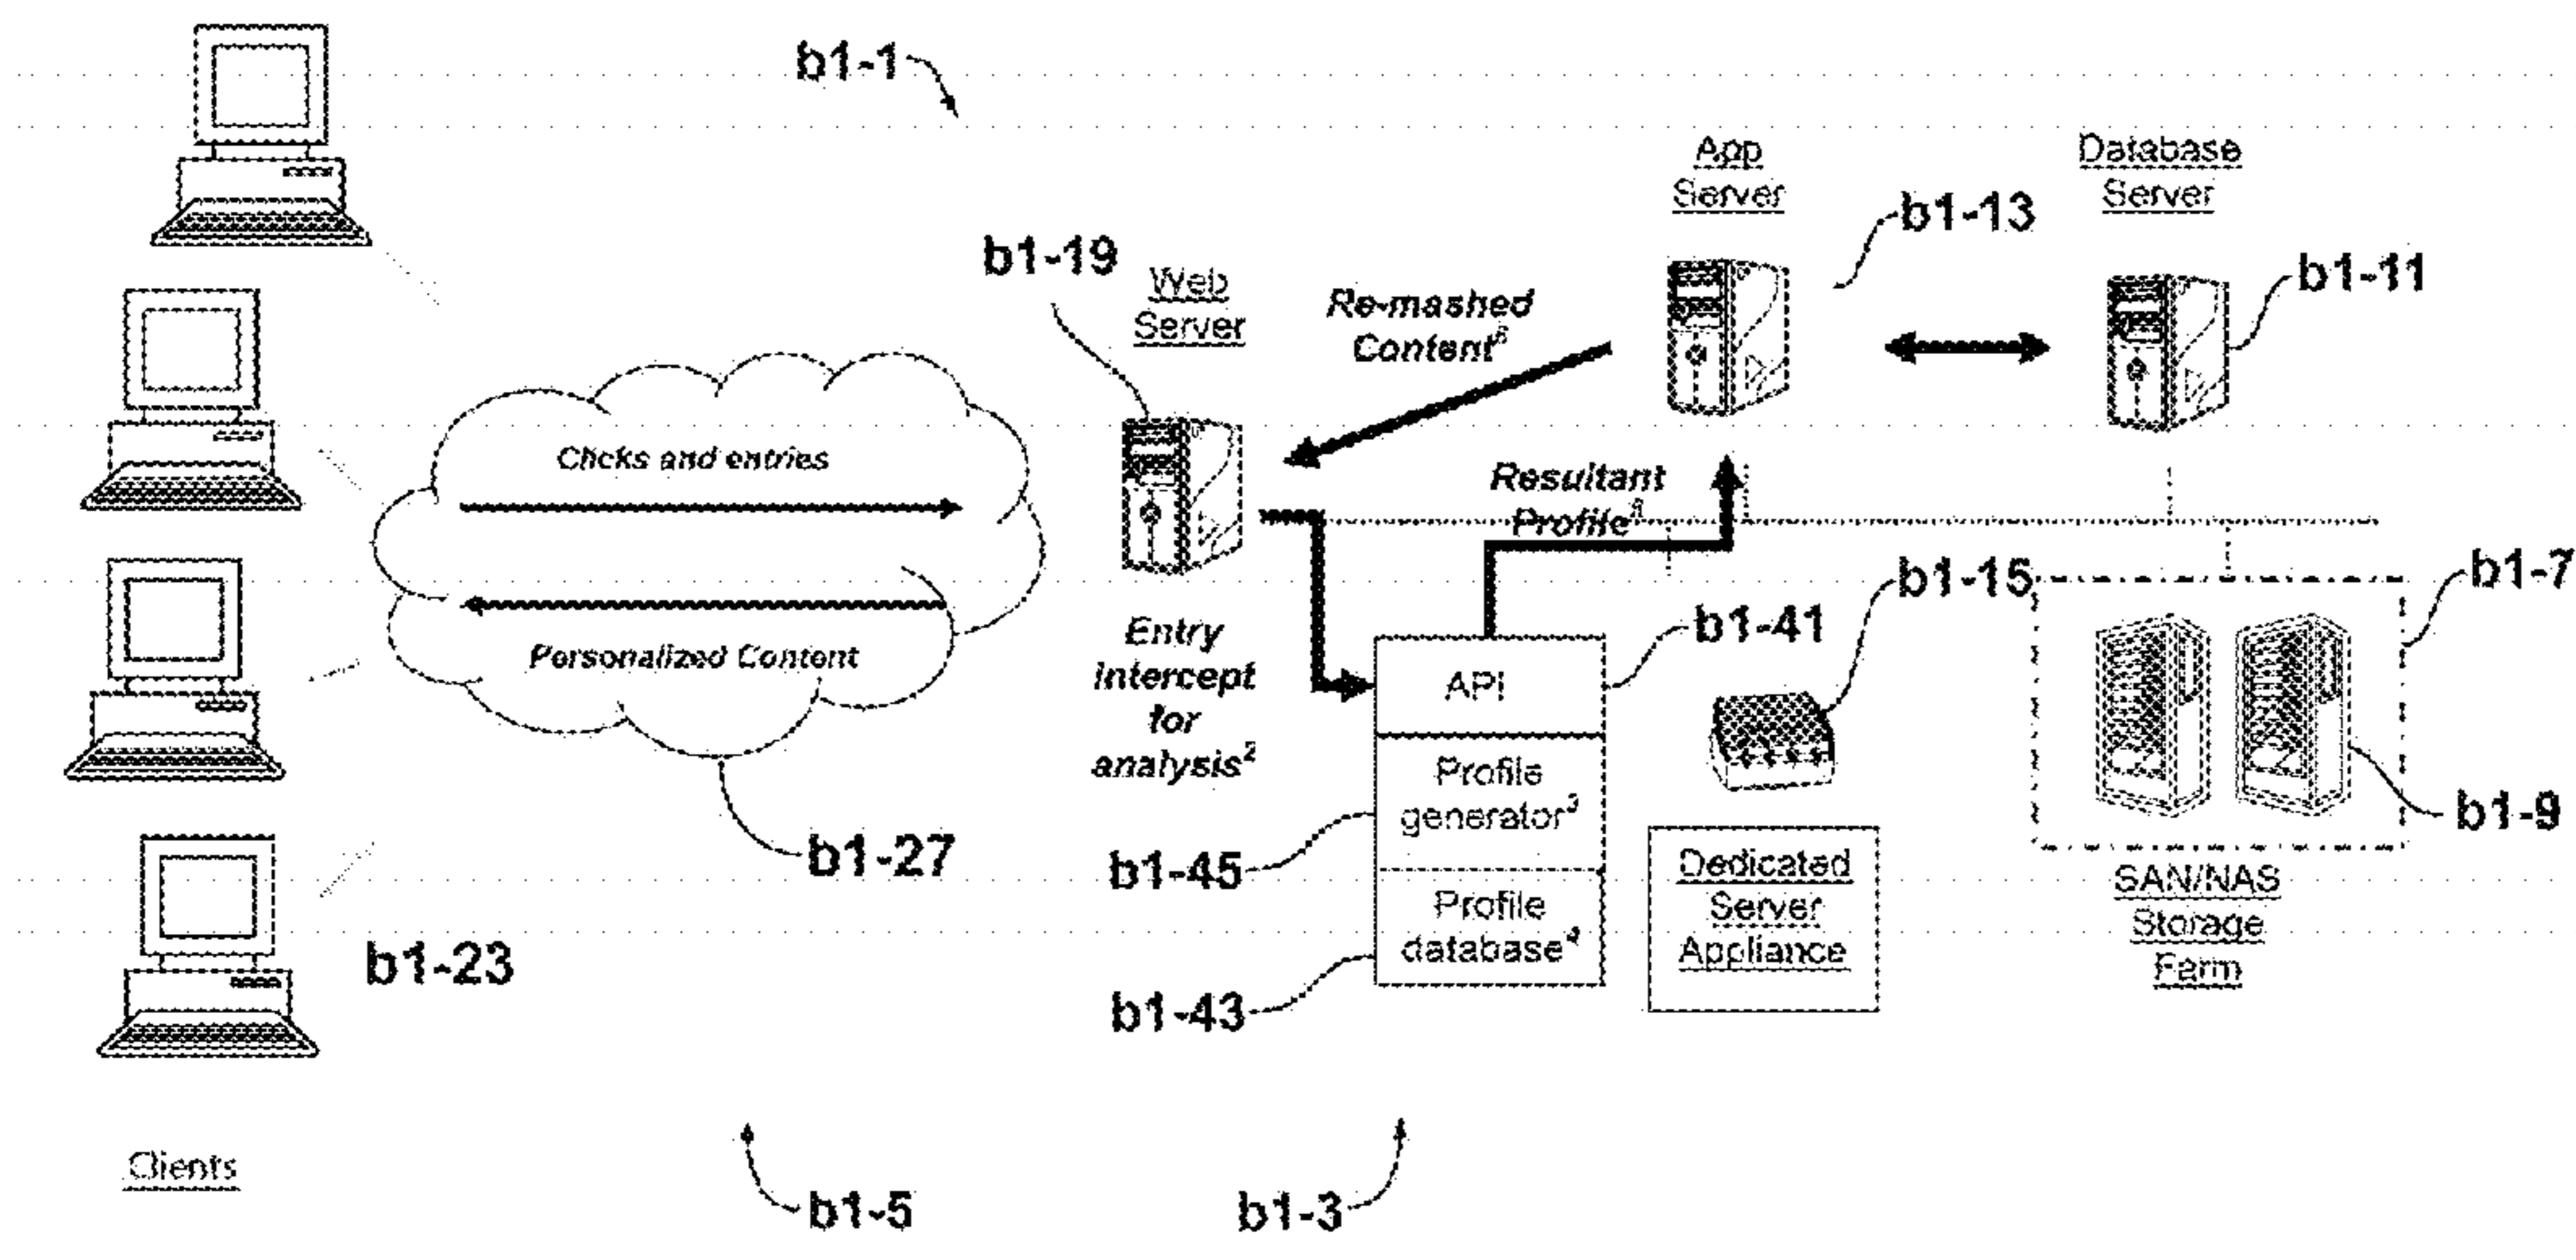 b1-1
App
Server
Database
Server
b1-13
b1-19
Web
Server
b1-11
Re-mashed
Content
Clicks and entries
Resultant
Profile
b1-15
b1-7
Personalized Content
Entry
intercept
for
analysis²
b1-41
API
Profile
generator³
Profile
database⁴
b1-9
b1-27
b1-45
b1-43
Dedicated
Server
Appliance
SAN/NAS
Storage
Farm
b1-23
Clients
b1-5
b1-3